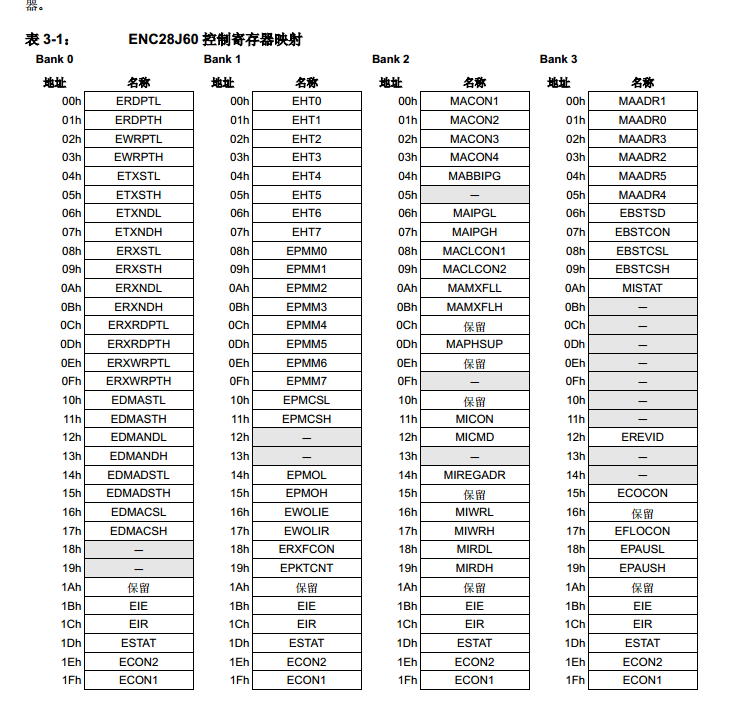 器。
表 3-1： ENC28J60 控制寄存器映射
Bank 0 Bank 1 Bank 2 Bank 3
地址 名称 地址 名称 地址 名称 地址 名称
00h ERDPTL 00h EHT0 00h MACON1 00h MAADR1
01h ERDPTH 01h EHT1 01h MACON2 01h MAADR0
02h EWRPTL 02h EHT2 02h MACON3 02h MAADR3
03h EWRPTH 03h EHT3 03h MACON4 03h MAADR2
04h ETXSTL 04h EHT4 04h MABBIPG 04h MAADR5
05h ETXSTH 05h EHT5 05h — 05h MAADR4
06h ETXNDL 06h EHT6 06h MAIPGL 06h EBSTSD
07h ETXNDH 07h EHT7 07h MAIPGH 07h EBSTCON
08h ERXSTL 08h EPMM0 08h MACLCON1 08h EBSTCSL
09h ERXSTH 09h EPMM1 09h MACLCON2 09h EBSTCSH
0Ah ERXNDL 0Ah EPMM2 0Ah MAMXFLL 0Ah MISTAT
0Bh ERXNDH 0Bh EPMM3 0Bh MAMXFLH 0Bh —
0Ch ERXRDPTL 0Ch EPMM4 0Ch 保留 0Ch —
0Dh ERXRDPTH 0Dh EPMM5 0Dh MAPHSUP 0Dh —
0Eh ERXWRPTL 0Eh EPMM6 0Eh 保留 0Eh —
0Fh ERXWRPTH 0Fh EPMM7 0Fh — 0Fh —
10h EDMASTL 10h EPMCSL 10h 保留 10h —
11h EDMASTH 11h EPMCSH 11h MICON 11h —
12h EDMANDL 12h — 12h MICMD 12h EREVID
13h EDMANDH 13h — 13h — 13h —
14h EDMADSTL 14h EPMOL 14h MIREGADR 14h —
15h EDMADSTH 15h EPMOH 15h 保留 15h ECOCON
16h EDMACSL 16h EWOLIE 16h MIWRL 16h 保留
17h EDMACSH 17h EWOLIR 17h MIWRH 17h EFLOCON
18h — 18h ERXFCON 18h MIRDL 18h EPAUSL
19h — 19h EPKTCNT 19h MIRDH 19h EPAUSH
1Ah 保留 1Ah 保留 1Ah 保留 1Ah 保留
1Bh EIE 1Bh EIE 1Bh EIE 1Bh EIE
1Ch EIR 1Ch EIR 1Ch EIR 1Ch EIR
1Dh ESTAT 1Dh ESTAT 1Dh ESTAT 1Dh ESTAT
1Eh ECON2 1Eh ECON2 1Eh ECON2 1Eh ECON2
1Fh ECON1 1Fh ECON1 1Fh ECON1 1Fh ECON1